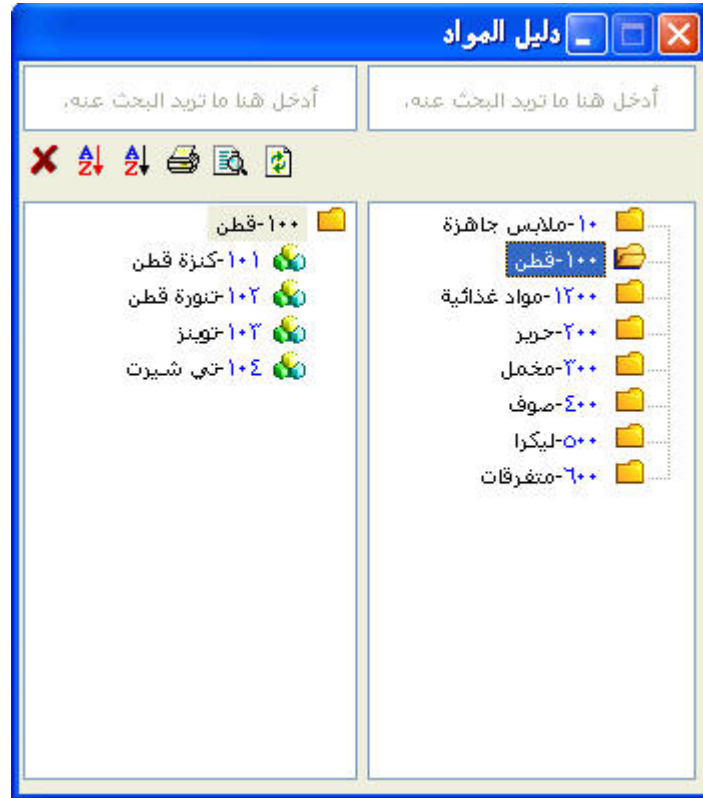 دليل المواد
أدخل هنا ما تريد البحث عنه.
أدخل هنا ما تريد البحث عنه.
١٠-ملابس جاهزة
١٠٠-قطن
١٢٠٠-مواد غذائية
٢٠٠-حرير
٣٠٠-مخمل
٤٠٠-صوف
٥٠٠-ليكرا
٦٠٠-متفرقات
١٠٠-قطن
١٠١-كنزة قطن
١٠٢-تنورة قطن
١٠٣-توينز
١٠٤-تي شيرت